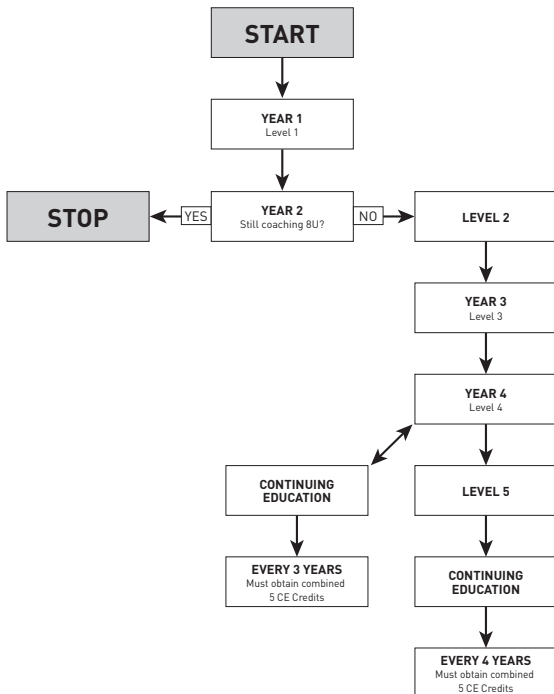 START
YEAR 1
Level 1
STOP
YES
YEAR 2
Still coaching 8U?
NO
LEVEL 2
YEAR 3
Level 3
YEAR 4
Level 4
CONTINUING
EDUCATION
LEVEL 5
EVERY 3 YEARS
Must obtain combined
5 CE Credits
CONTINUING
EDUCATION
EVERY 4 YEARS
Must obtain combined
5 CE Credits